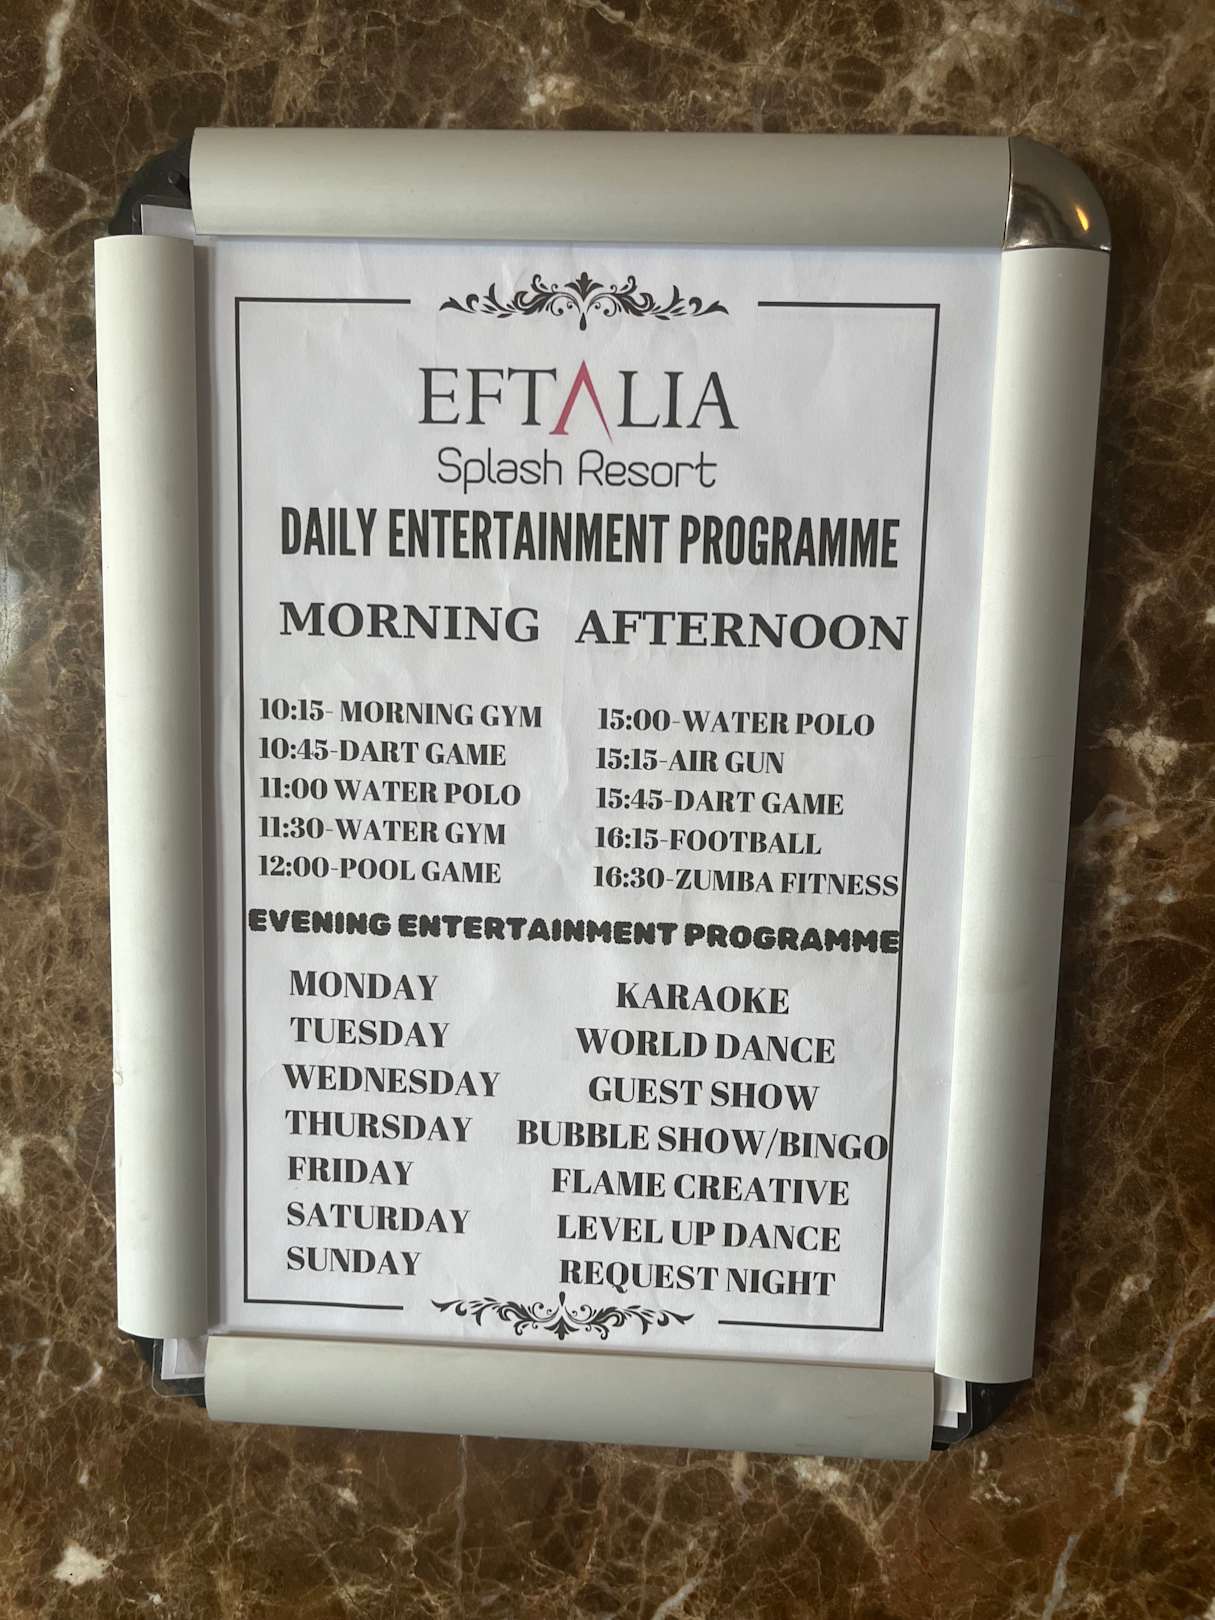 EFTALIA
Splash Resort
DAILY ENTERTAINMENT PROGRAMME
MORNING
10:15- MORNING GYM
10:45-DART GAME
11:00 WATER POLO
11:30-WATER GYM
12:00-POOL GAME
AFTERNOON
15:00-WATER POLO
15:15-AIR GUN
15:45-DART GAME
16:15-FOOTBALL
16:30-ZUMBA FITNESS
EVENING ENTERTAINMENT PROGRAMME
MONDAY KARAOKE
TUESDAY WORLD DANCE
WEDNESDAY GUEST SHOW
THURSDAY BUBBLE SHOW/BINGO
FRIDAY FLAME CREATIVE
SATURDAY LEVEL UP DANCE
SUNDAY REQUEST NIGHT